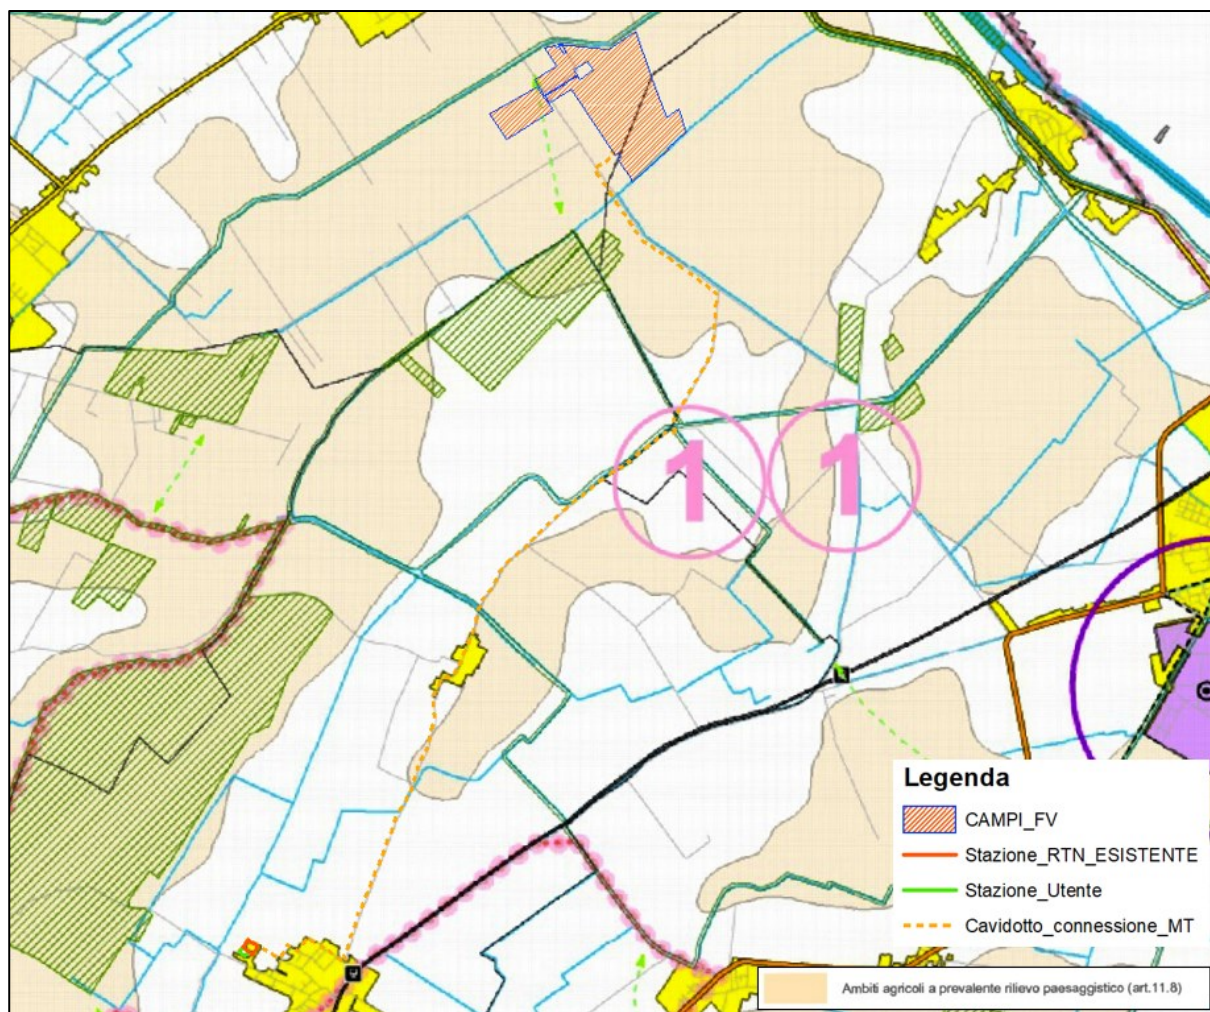 1
1
Legenda
CAMPI_FV
Stazione_RTN_ESISTENTE
Stazione_Utente
Cavidotto_connessione_MT
Ambiti agricoli a prevalente rilievo paesaggistico (art.11.8)